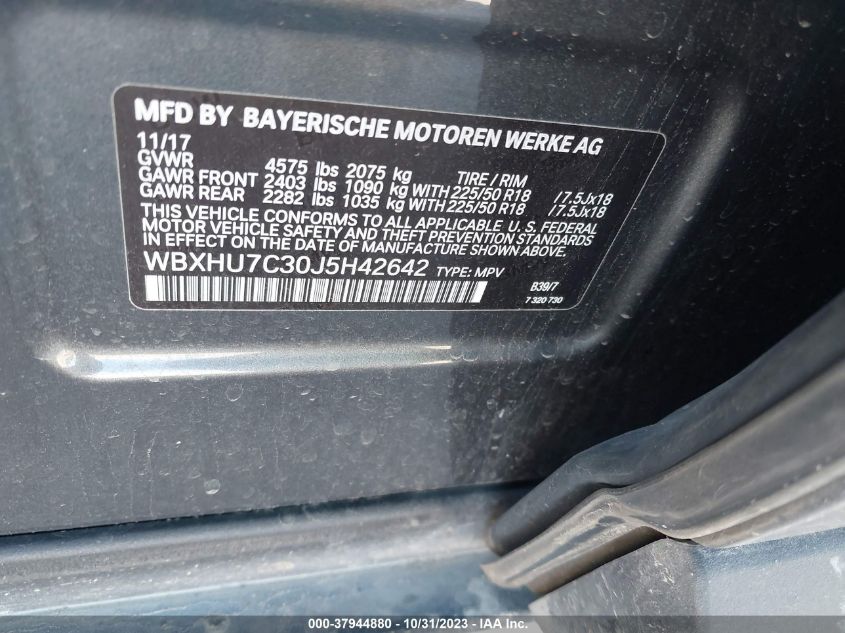 MFD BY BAYERISCHE MOTOREN WERKE AG
11/17
GVWR 4575 lbs 2075 kg TIRE / RIM
GAWR FRONT 2403 lbs 1090 kg WITH 225/50 R18 /7.5Jx18
GAWR REAR 2282 lbs 1035 kg WITH 225/50 R18 /7.5Jx18
THIS VEHICLE CONFORMS TO ALL APPLICABLE U.S. FEDERAL
MOTOR VEHICLE SAFETY AND THEFT PREVENTION STANDARDS
IN EFFECT ON THE DATE OF MANUFACTURE SHOWN ABOVE.
WBXHU7C30J5H42642 TYPE: MPV
B39/7
7 320 730
000-37944880 - 10/31/2023 - IAA Inc.